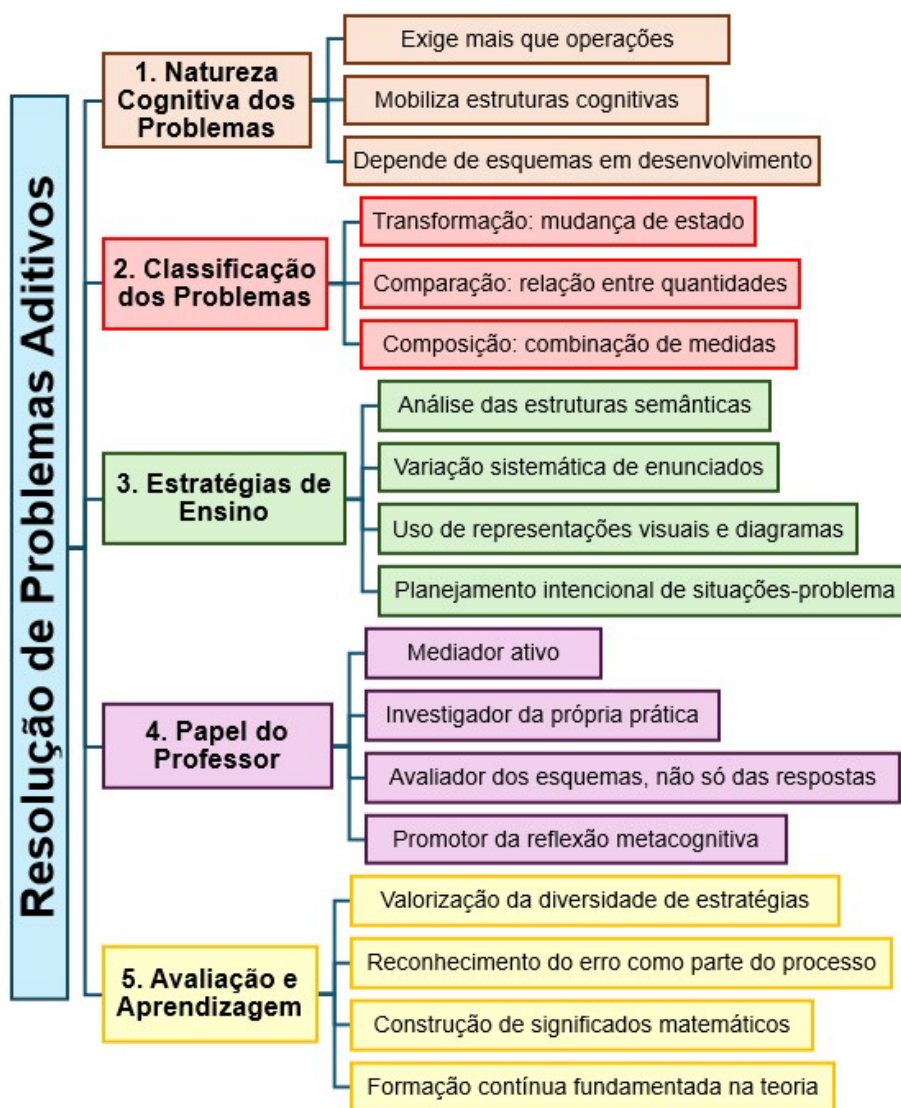 Resolução de Problemas Aditivos
1. Natureza
Cognitiva dos
Problemas
Exige mais que operações
Mobiliza estruturas cognitivas
Depende de esquemas em desenvolvimento
2. Classificação
dos Problemas
Transformação: mudança de estado
Comparação: relação entre quantidades
Composição: combinação de medidas
3. Estratégias de
Ensino
Análise das estruturas semânticas
Variação sistemática de enunciados
Uso de representações visuais e diagramas
Planejamento intencional de situações-problema
4. Papel do
Professor
Mediador ativo
Investigador da própria prática
Avaliador dos esquemas, não só das respostas
Promotor da reflexão metacognitiva
5. Avaliação e
Aprendizagem
Valorização da diversidade de estratégias
Reconhecimento do erro como parte do processo
Construção de significados matemáticos
Formação contínua fundamentada na teoria